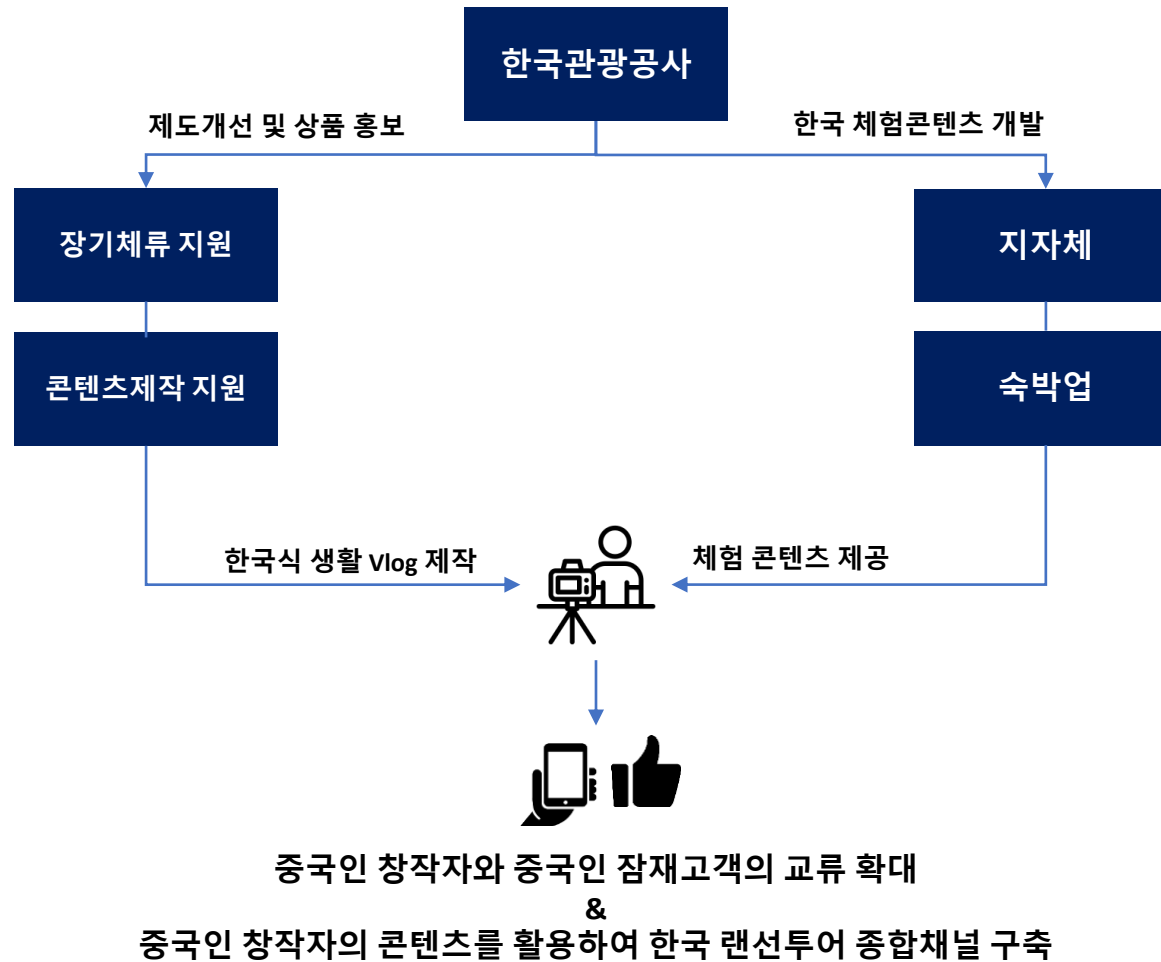 한국관광공사
제도개선 및 상품 홍보
한국 체험콘텐츠 개발
장기체류 지원
지자체
콘텐츠제작 지원
숙박업
한국식 생활 Vlog 제작
체험 콘텐츠 제공
중국인 창작자와 중국인 잠재고객의 교류 확대
&
중국인 창작자의 콘텐츠를 활용하여 한국 랜선투어 종합채널 구축